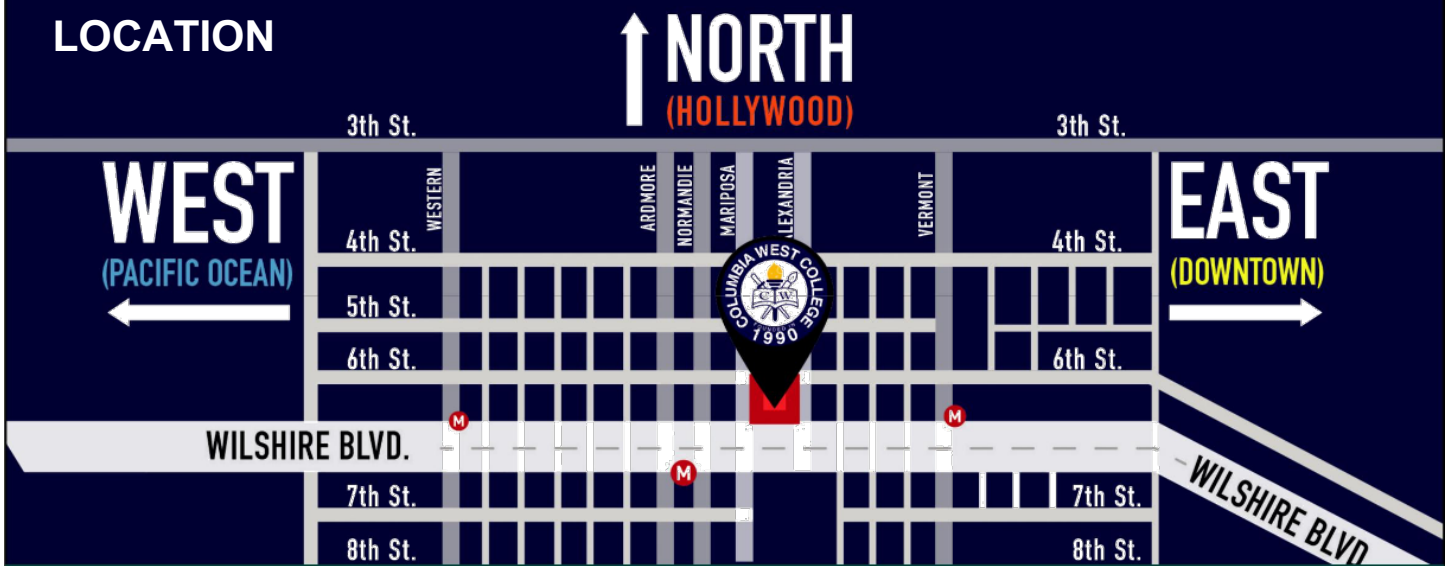 LOCATION
NORTH
(HOLLYWOOD)
3th St.
3th St.
WEST
(PACIFIC OCEAN)
EAST
(DOWNTOWN)
WESTERN
ARDMORE
NORMANDIE
MARIPOSA
LEXANDRIA
VERMONT
4th St.
4th St.
COLUMBIA WEST COLLEGE
C W
1990
5th St.
6th St.
6th St.
M
M
M
WILSHIRE BLVD.
WILSHIRE BLVD
7th St.
7th St.
8th St.
8th St.